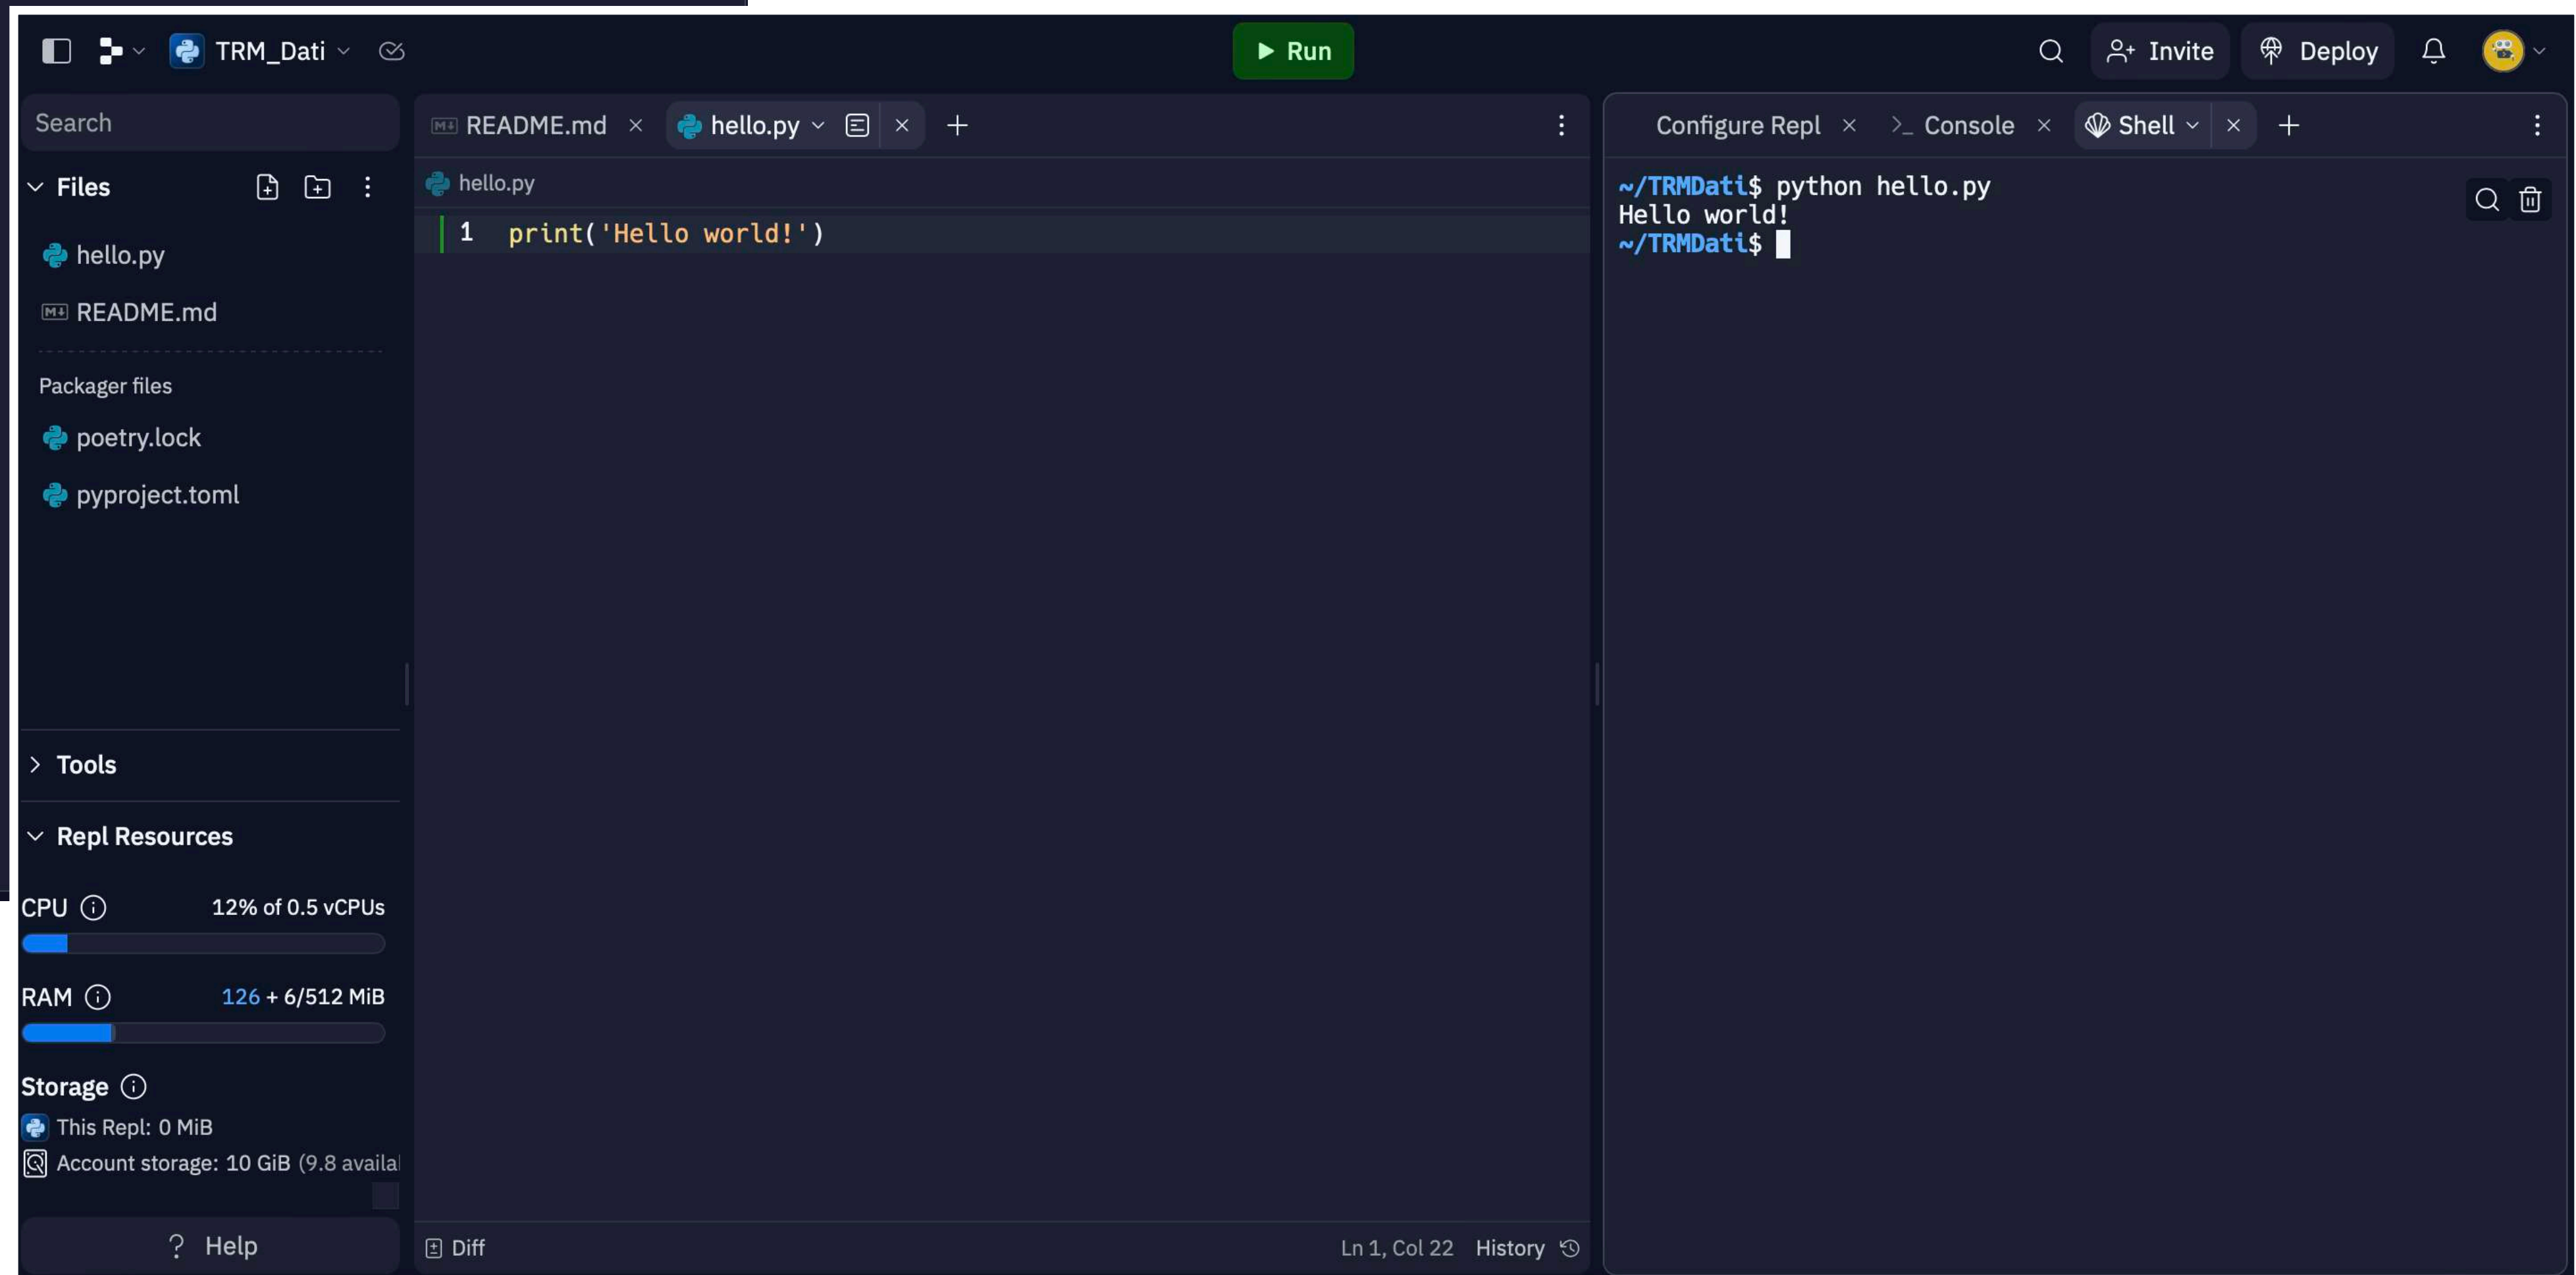 TRM_Dati
Run
Invite
Deploy
Search
Files
hello.py
README.md
Packager files
poetry.lock
pyproject.toml
Tools
Repl Resources
CPU 12% of 0.5 vCPUs
RAM 126 + 6/512 MiB
Storage
This Repl: 0 MiB
Account storage: 10 GiB (9.8 availa
? Help
README.md
hello.py
hello.py
1 print('Hello world!')
Diff
Ln 1, Col 22 History
Configure Repl
>_ Console
Shell
~/TRMDati$ python hello.py
Hello world!
~/TRMDati$